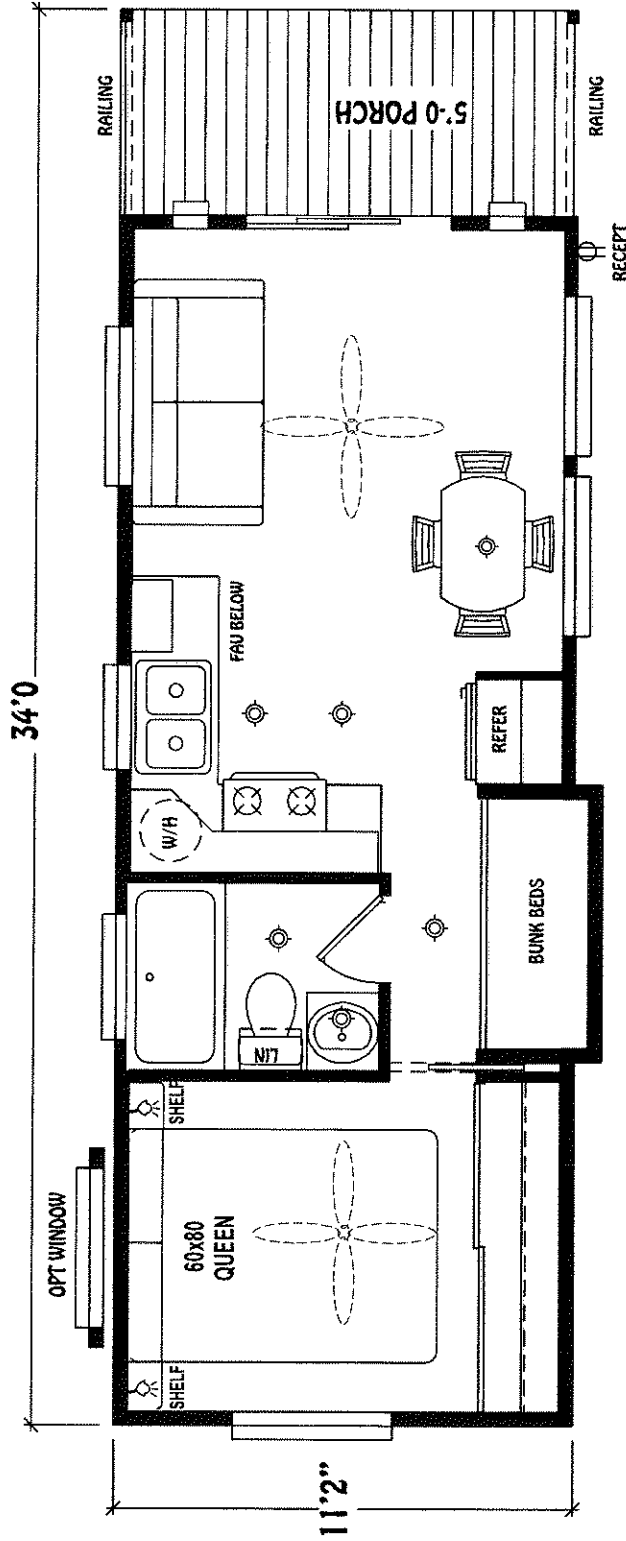 34'0
11'2"
OPT WINDOW
SHELF
SHELF
60x80
QUEEN
LIN
W/H
FAU BELOW
REFER
BUNK BEDS
5'-0 PORCH
RAILING
RAILING
RECEPT